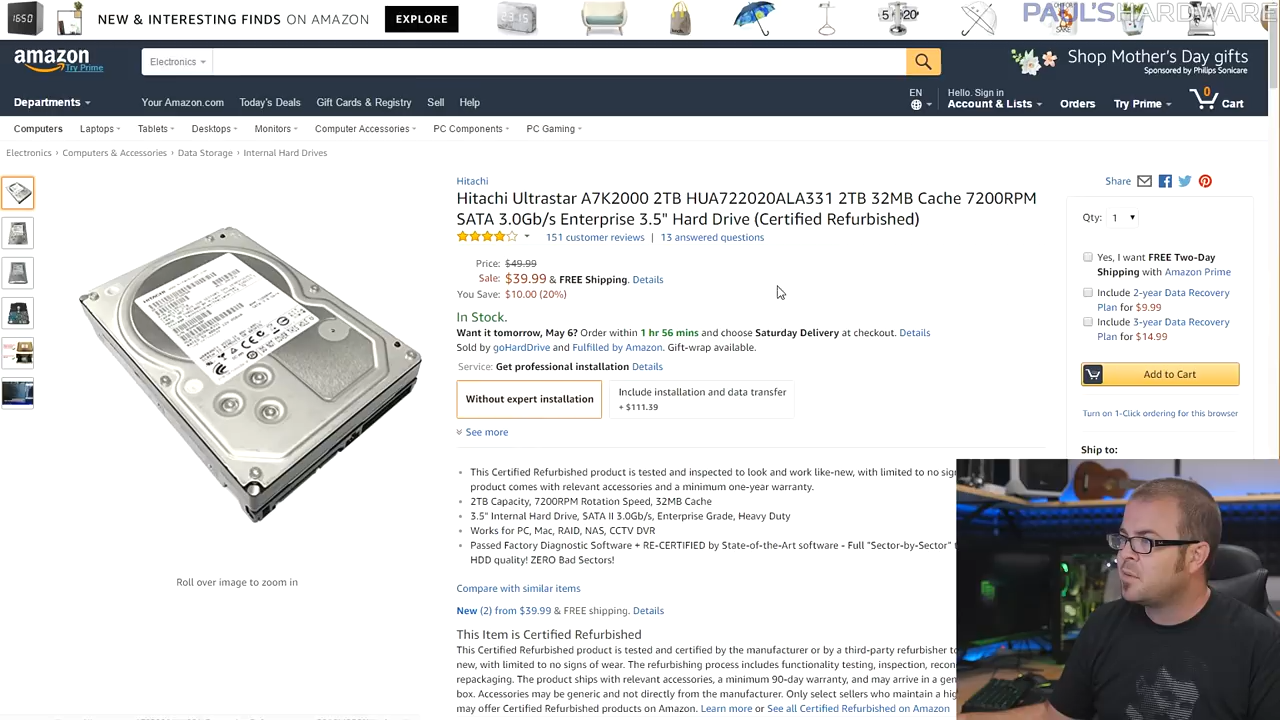 NEW & INTERESTING FINDS ON AMAZON
EXPLORE
PAUL'S HARDWARE
amazon
Try Prime
Electronics
Shop Mother's Day gifts
Sponsored by Philips Sonicare
Departments
Your Amazon.com Today's Deals Gift Cards & Registry Sell Help
EN
Hello. Sign in
Account & Lists
Orders
Try Prime
0
Cart
Computers Laptops Tablets Desktops Monitors Computer Accessories PC Components PC Gaming
Electronics › Computers & Accessories › Data Storage › Internal Hard Drives
Hitachi
Hitachi Ultrastar A7K2000 2TB HUA722020ALA331 2TB 32MB Cache 7200RPM
SATA 3.0Gb/s Enterprise 3.5" Hard Drive (Certified Refurbished)
151 customer reviews | 13 answered questions
Price: $49.99
Sale: $39.99 & FREE Shipping. Details
You Save: $10.00 (20%)
In Stock.
Want it tomorrow, May 6? Order within 1 hr 56 mins and choose Saturday Delivery at checkout. Details
Sold by goHardDrive and Fulfilled by Amazon. Gift-wrap available.
Service: Get professional installation Details
Without expert installation
Include installation and data transfer
+ $111.39
See more
This Certified Refurbished product is tested and inspected to look and work like-new, with limited to no sig
product comes with relevant accessories and a minimum one-year warranty.
2TB Capacity, 7200RPM Rotation Speed, 32MB Cache
3.5" Internal Hard Drive, SATA II 3.0Gb/s, Enterprise Grade, Heavy Duty
Works for PC, Mac, RAID, NAS, CCTV DVR
Passed Factory Diagnostic Software + RE-CERTIFIED by State-of-the-Art software - Full "Sector-by-Sector" t
HDD quality! ZERO Bad Sectors!
Compare with similar items
New (2) from $39.99 & FREE shipping. Details
This Item is Certified Refurbished
This Certified Refurbished product is tested and certified by the manufacturer or by a third-party refurbisher to
new, with limited to no signs of wear. The refurbishing process includes functionality testing, inspection, recon
repackaging. The product ships with relevant accessories, a minimum 90-day warranty, and may arrive in a gen
box. Accessories may be generic and not directly from the manufacturer. Only select sellers who maintain a hig
may offer Certified Refurbished products on Amazon. Learn more or See all Certified Refurbished on Amazon
Roll over image to zoom in
Share
Qty: 1
Yes, I want FREE Two-Day
Shipping with Amazon Prime
Include 2-year Data Recovery
Plan for $9.99
Include 3-year Data Recovery
Plan for $14.99
Add to Cart
Turn on 1-Click ordering for this browser
Ship to: